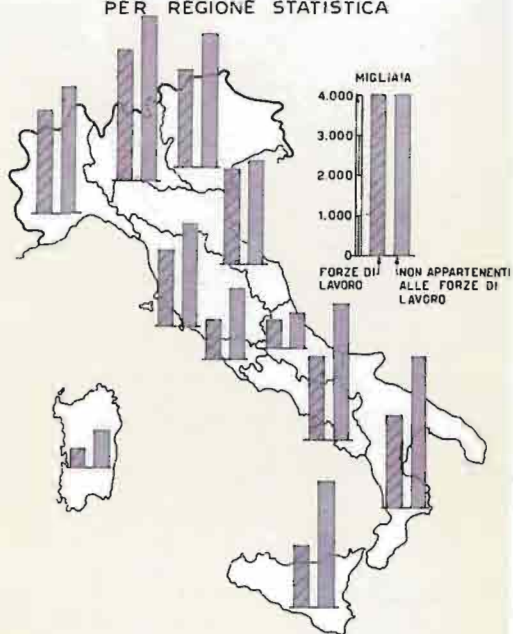 PER REGIONE STATISTICA
MIGLIAIA
4.000
3.000
2.000
1.000
0
FORZE DI
LAVORO
NON APPARTENENTI
ALLE FORZE DI
LAVORO